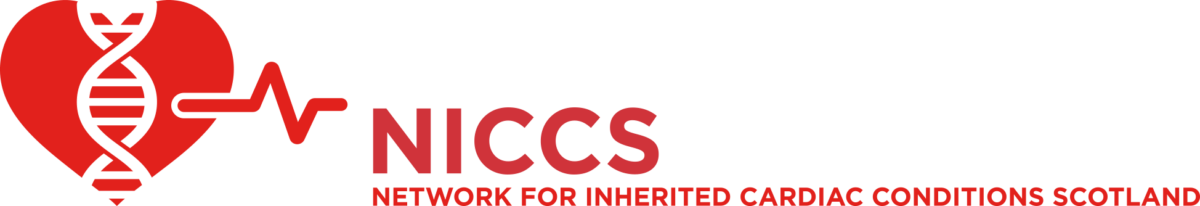 NICCS
NETWORK FOR INHERITED CARDIAC CONDITIONS SCOTLAND